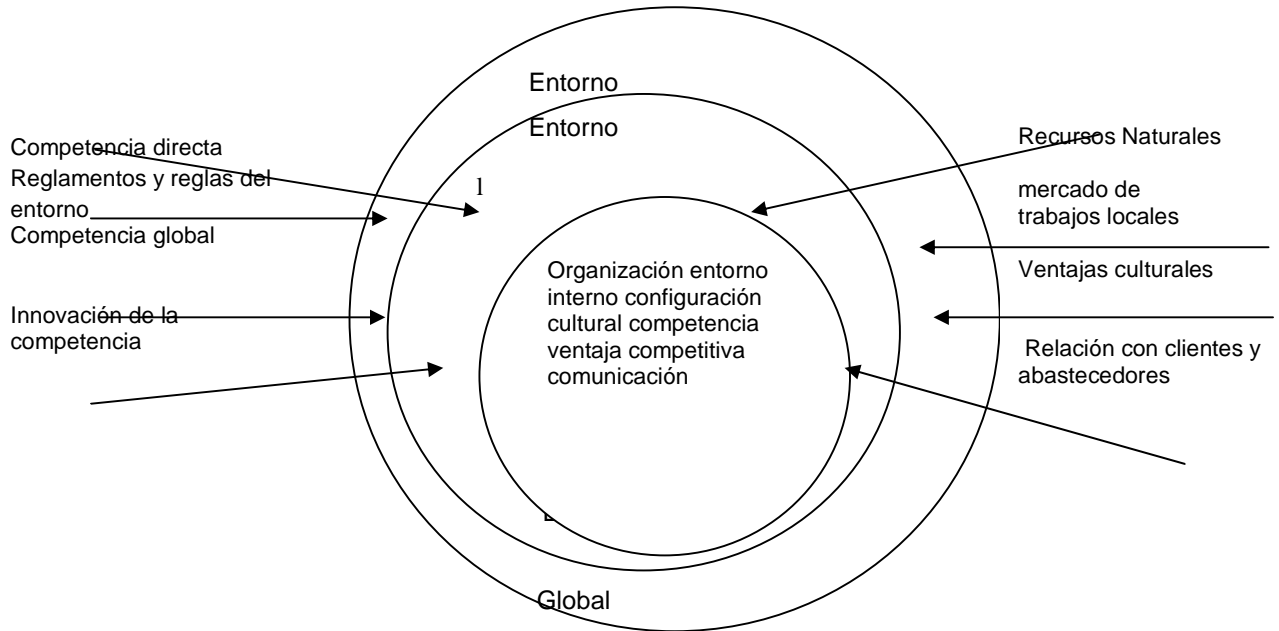 Entorno
Entorno
Competencia directa
Reglamentos y reglas del
entorno
Competencia global
Innovación de la
competencia
l
Organización entorno
interno configuración
cultural competencia
ventaja competitiva
comunicación
Global
Recursos Naturales
mercado de
trabajos locales
Ventajas culturales
Relación con clientes y
abastecedores